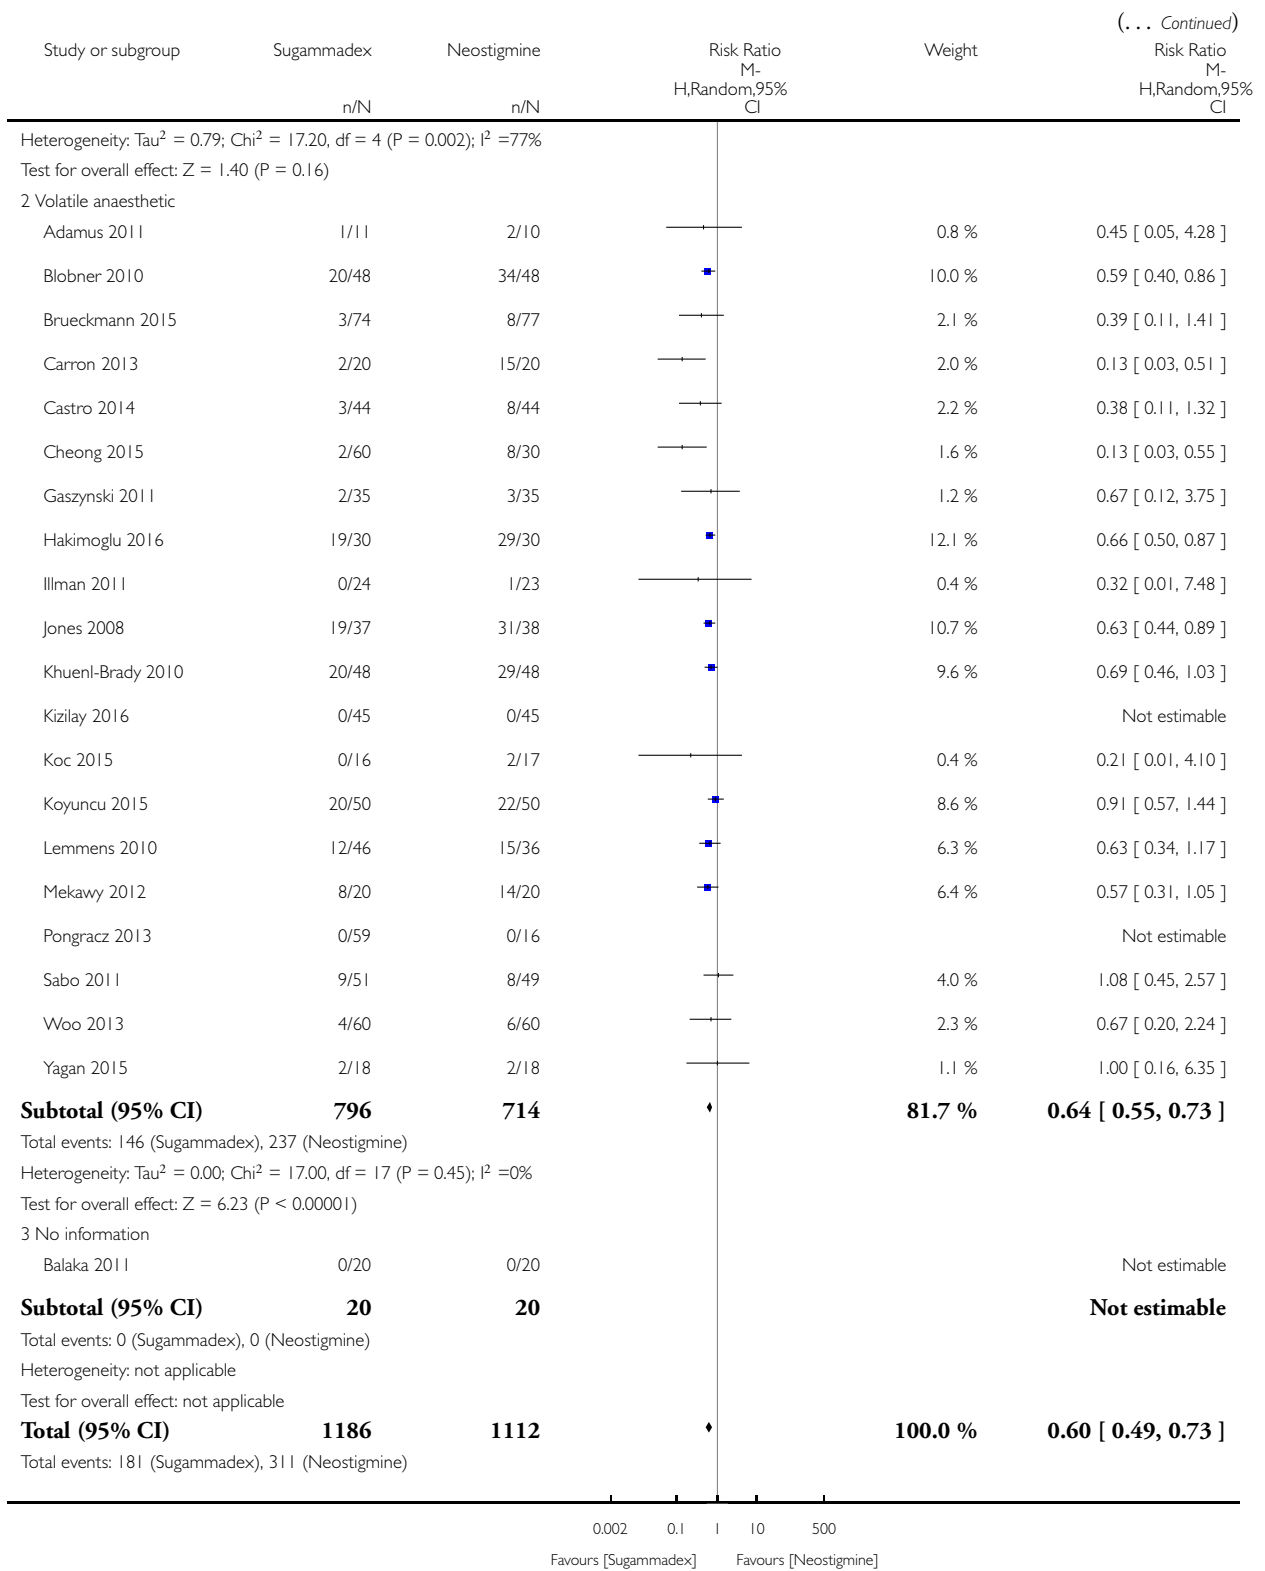 (... Continued)
Study or subgroup Sugammadex Neostigmine Risk Ratio Weight Risk Ratio
M- M-
H,Random,95% H,Random,95%
n/N n/N CI CI
Heterogeneity: Tau² = 0.79; Chi² = 17.20, df = 4 (P = 0.002); I² =77%
Test for overall effect: Z = 1.40 (P = 0.16)
2 Volatile anaesthetic
Adamus 2011 1/11 2/10 0.8 % 0.45 [ 0.05, 4.28 ]
Blobner 2010 20/48 34/48 10.0 % 0.59 [ 0.40, 0.86 ]
Brueckmann 2015 3/74 8/77 2.1 % 0.39 [ 0.11, 1.41 ]
Carron 2013 2/20 15/20 2.0 % 0.13 [ 0.03, 0.51 ]
Castro 2014 3/44 8/44 2.2 % 0.38 [ 0.11, 1.32 ]
Cheong 2015 2/60 8/30 1.6 % 0.13 [ 0.03, 0.55 ]
Gaszynski 2011 2/35 3/35 1.2 % 0.67 [ 0.12, 3.75 ]
Hakimoglu 2016 19/30 29/30 12.1 % 0.66 [ 0.50, 0.87 ]
Illman 2011 0/24 1/23 0.4 % 0.32 [ 0.01, 7.48 ]
Jones 2008 19/37 31/38 10.7 % 0.63 [ 0.44, 0.89 ]
Khuenl-Brady 2010 20/48 29/48 9.6 % 0.69 [ 0.46, 1.03 ]
Kizilay 2016 0/45 0/45 Not estimable
Koc 2015 0/16 2/17 0.4 % 0.21 [ 0.01, 4.10 ]
Koyuncu 2015 20/50 22/50 8.6 % 0.91 [ 0.57, 1.44 ]
Lemmens 2010 12/46 15/36 6.3 % 0.63 [ 0.34, 1.17 ]
Mekawy 2012 8/20 14/20 6.4 % 0.57 [ 0.31, 1.05 ]
Pongracz 2013 0/59 0/16 Not estimable
Sabo 2011 9/51 8/49 4.0 % 1.08 [ 0.45, 2.57 ]
Woo 2013 4/60 6/60 2.3 % 0.67 [ 0.20, 2.24 ]
Yagan 2015 2/18 2/18 1.1 % 1.00 [ 0.16, 6.35 ]
Subtotal (95% CI) 796 714 81.7 % 0.64 [ 0.55, 0.73 ]
Total events: 146 (Sugammadex), 237 (Neostigmine)
Heterogeneity: Tau² = 0.00; Chi² = 17.00, df = 17 (P = 0.45); I² =0%
Test for overall effect: Z = 6.23 (P < 0.00001)
3 No information
Balaka 2011 0/20 0/20 Not estimable
Subtotal (95% CI) 20 20 Not estimable
Total events: 0 (Sugammadex), 0 (Neostigmine)
Heterogeneity: not applicable
Test for overall effect: not applicable
Total (95% CI) 1186 1112 100.0 % 0.60 [ 0.49, 0.73 ]
Total events: 181 (Sugammadex), 311 (Neostigmine)
0.002 0.1 1 10 500
Favours [Sugammadex] Favours [Neostigmine]